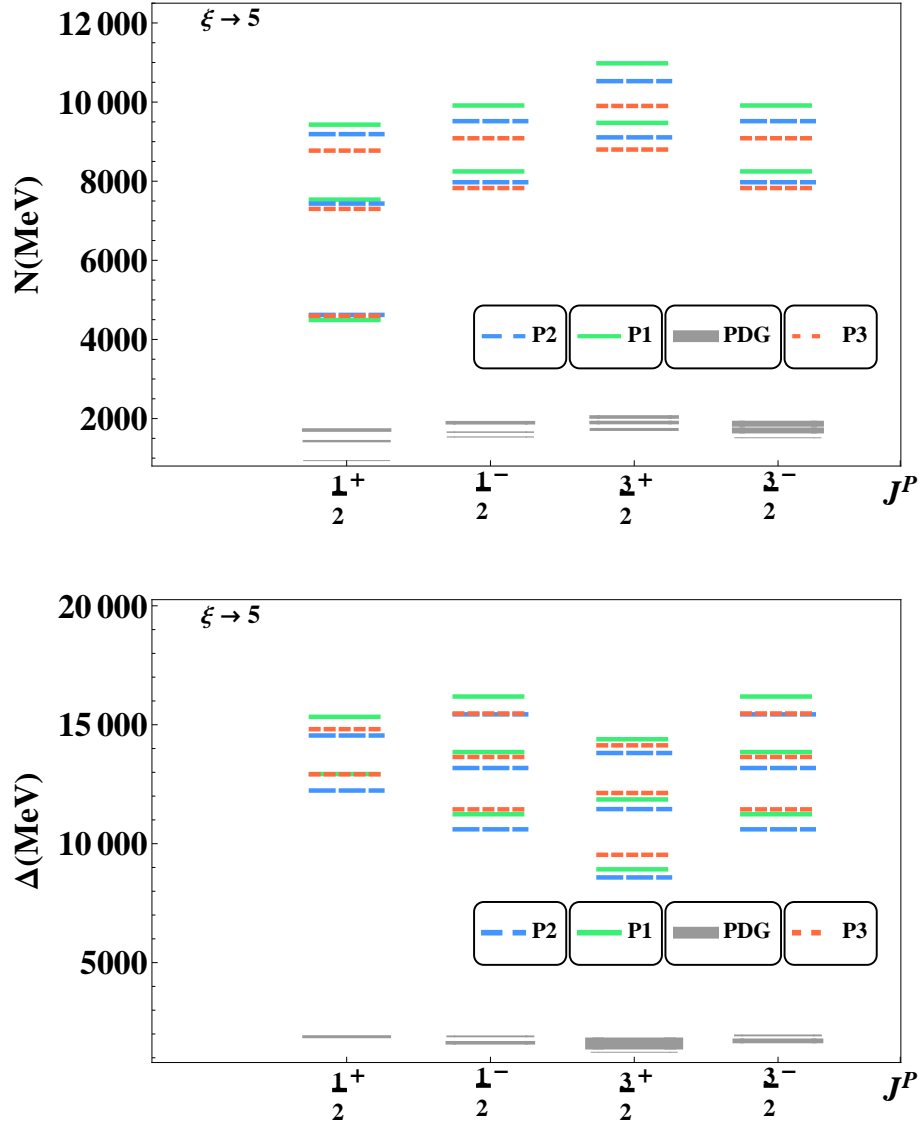 ξ → 5
12 000
10 000
8000
6000
4000
2000
N(MeV)
P2 P1 PDG P3
1/2+ 1/2− 3/2+ 3/2− J^P
ξ → 5
20 000
15 000
10 000
5000
Δ(MeV)
P2 P1 PDG P3
1/2+ 1/2− 3/2+ 3/2− J^P